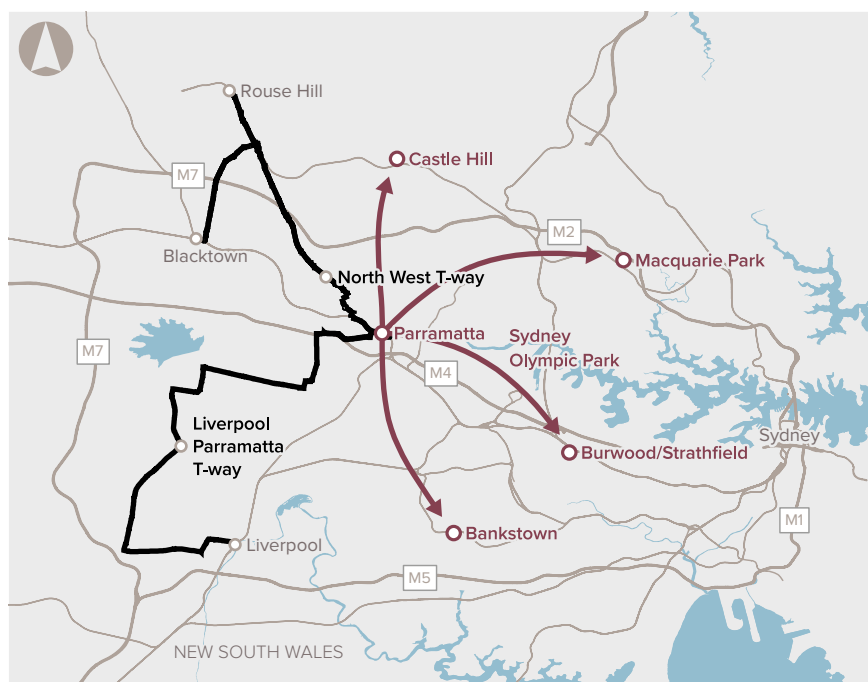 Rouse Hill
Castle Hill
M7
M2
Blacktown
Macquarie Park
North West T-way
Parramatta
Sydney
Olympic Park
M7
M4
Liverpool
Parramatta
T-way
Sydney
Burwood/Strathfield
M1
Bankstown
Liverpool
M5
NEW SOUTH WALES